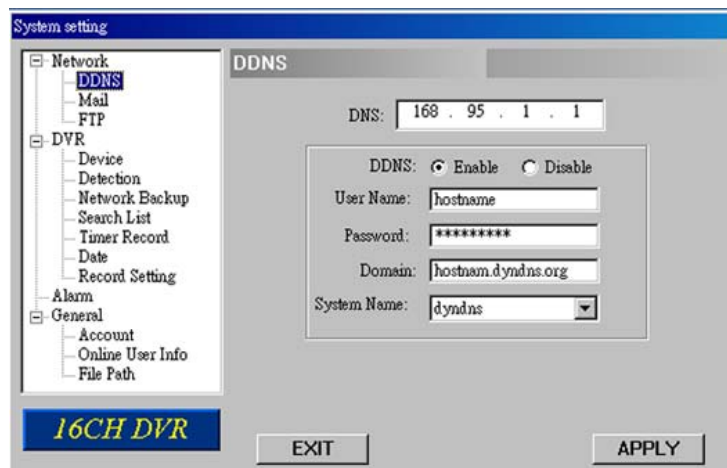 System setting
Network
DDNS
Mail
FTP
DVR
Device
Detection
Network Backup
Search List
Timer Record
Date
Record Setting
Alarm
General
Account
Online User Info
File Path
16CH DVR
DDNS
DNS: 168 . 95 . 1 . 1
DDNS: Enable Disable
User Name: hostname
Password: *********
Domain: hostnam.dyndns.org
System Name: dyndns
EXIT APPLY